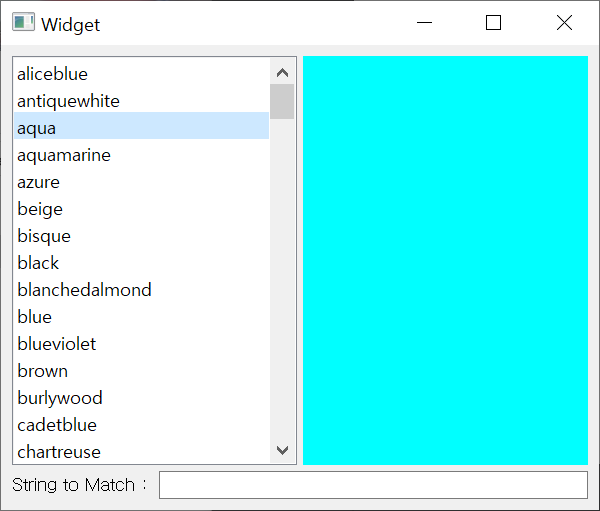 Widget
aliceblue
antiquewhite
aqua
aquamarine
azure
beige
bisque
black
blanchedalmond
blue
blueviolet
brown
burlywood
cadetblue
chartreuse
String to Match :